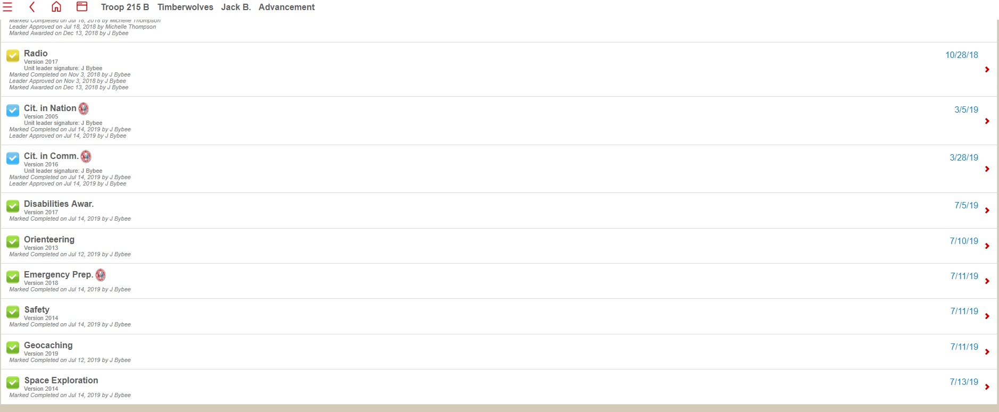 Troop 215 B Timberwolves Jack B. Advancement
Marked Completed on Jul 18, 2018 by Michelle Thompson
Leader Approved on Jul 18, 2018 by Michelle Thompson
Marked Awarded on Dec 13, 2018 by J Bybee
Radio
10/28/18
Version 2017
Unit leader signature: J Bybee
Marked Completed on Nov 3, 2018 by J Bybee
Leader Approved on Nov 3, 2018 by J Bybee
Marked Awarded on Dec 13, 2018 by J Bybee
Cit. in Nation
3/5/19
Version 2005
Unit leader signature: J Bybee
Marked Completed on Jul 14, 2019 by J Bybee
Leader Approved on Jul 14, 2019 by J Bybee
Cit. in Comm.
3/28/19
Version 2016
Unit leader signature: J Bybee
Marked Completed on Jul 14, 2019 by J Bybee
Leader Approved on Jul 14, 2019 by J Bybee
Disabilities Awar.
7/5/19
Version 2017
Marked Completed on Jul 14, 2019 by J Bybee
Orienteering
7/10/19
Version 2013
Marked Completed on Jul 12, 2019 by J Bybee
Emergency Prep.
7/11/19
Version 2018
Marked Completed on Jul 14, 2019 by J Bybee
Safety
7/11/19
Version 2014
Marked Completed on Jul 14, 2019 by J Bybee
Geocaching
7/11/19
Version 2019
Marked Completed on Jul 12, 2019 by J Bybee
Space Exploration
7/13/19
Version 2014
Marked Completed on Jul 14, 2019 by J Bybee